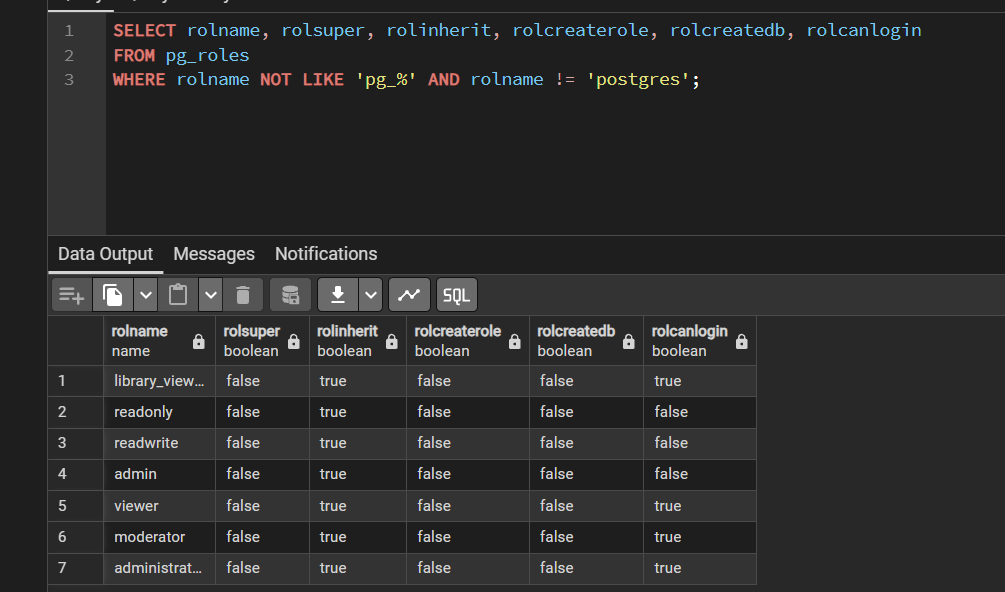 1 SELECT rolname, rolsuper, rolinherit, rolcreaterole, rolcreatedb, rolcanlogin
2 FROM pg_roles
3 WHERE rolname NOT LIKE 'pg_%' AND rolname != 'postgres';
Data Output Messages Notifications
SQL
rolname rolsuper rolinherit rolcreaterole rolcreatedb rolcanlogin
name boolean boolean boolean boolean boolean
1 library_view... false true false false true
2 readonly false true false false false
3 readwrite false true false false false
4 admin false true false false false
5 viewer false true false false true
6 moderator false true false false true
7 administrat... false true false false true